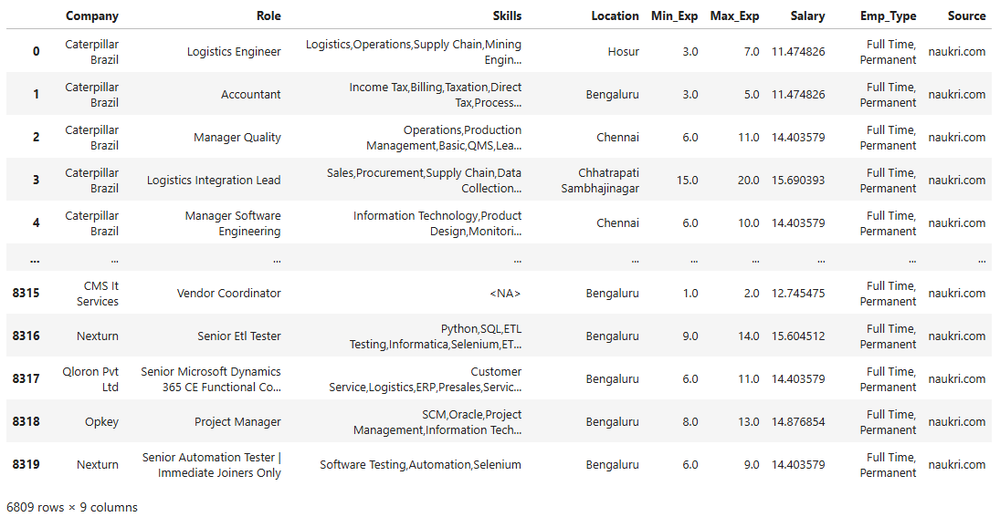 Company Role Skills Location Min_Exp Max_Exp Salary Emp_Type Source
0 Caterpillar Brazil Logistics Engineer Logistics,Operations,Supply Chain,Mining Engin... Hosur 3.0 7.0 11.474826 Full Time, Permanent naukri.com
1 Caterpillar Brazil Accountant Income Tax,Billing,Taxation,Direct Tax,Process... Bengaluru 3.0 5.0 11.474826 Full Time, Permanent naukri.com
2 Caterpillar Brazil Manager Quality Operations,Production Management,Basic,QMS,Lea... Chennai 6.0 11.0 14.403579 Full Time, Permanent naukri.com
3 Caterpillar Brazil Logistics Integration Lead Sales,Procurement,Supply Chain,Data Collection... Chhatrapati Sambhajinagar 15.0 20.0 15.690393 Full Time, Permanent naukri.com
4 Caterpillar Brazil Manager Software Engineering Information Technology,Product Design,Monitori... Chennai 6.0 10.0 14.403579 Full Time, Permanent naukri.com
... ... ... ... ... ... ... ... ... ...
8315 CMS It Services Vendor Coordinator <NA> Bengaluru 1.0 2.0 12.745475 Full Time, Permanent naukri.com
8316 Nexturn Senior Etl Tester Python,SQL,ETL Testing,Informatica,Selenium,ET... Bengaluru 9.0 14.0 15.604512 Full Time, Permanent naukri.com
8317 Qloron Pvt Ltd Senior Microsoft Dynamics 365 CE Functional Co... Customer Service,Logistics,ERP,Presales,Servic... Bengaluru 6.0 11.0 14.403579 Full Time, Permanent naukri.com
8318 Opkey Project Manager SCM,Oracle,Project Management,Information Tech... Bengaluru 8.0 13.0 14.876854 Full Time, Permanent naukri.com
8319 Nexturn Senior Automation Tester | Immediate Joiners Only Software Testing,Automation,Selenium Bengaluru 6.0 9.0 14.403579 Full Time, Permanent naukri.com
6809 rows × 9 columns